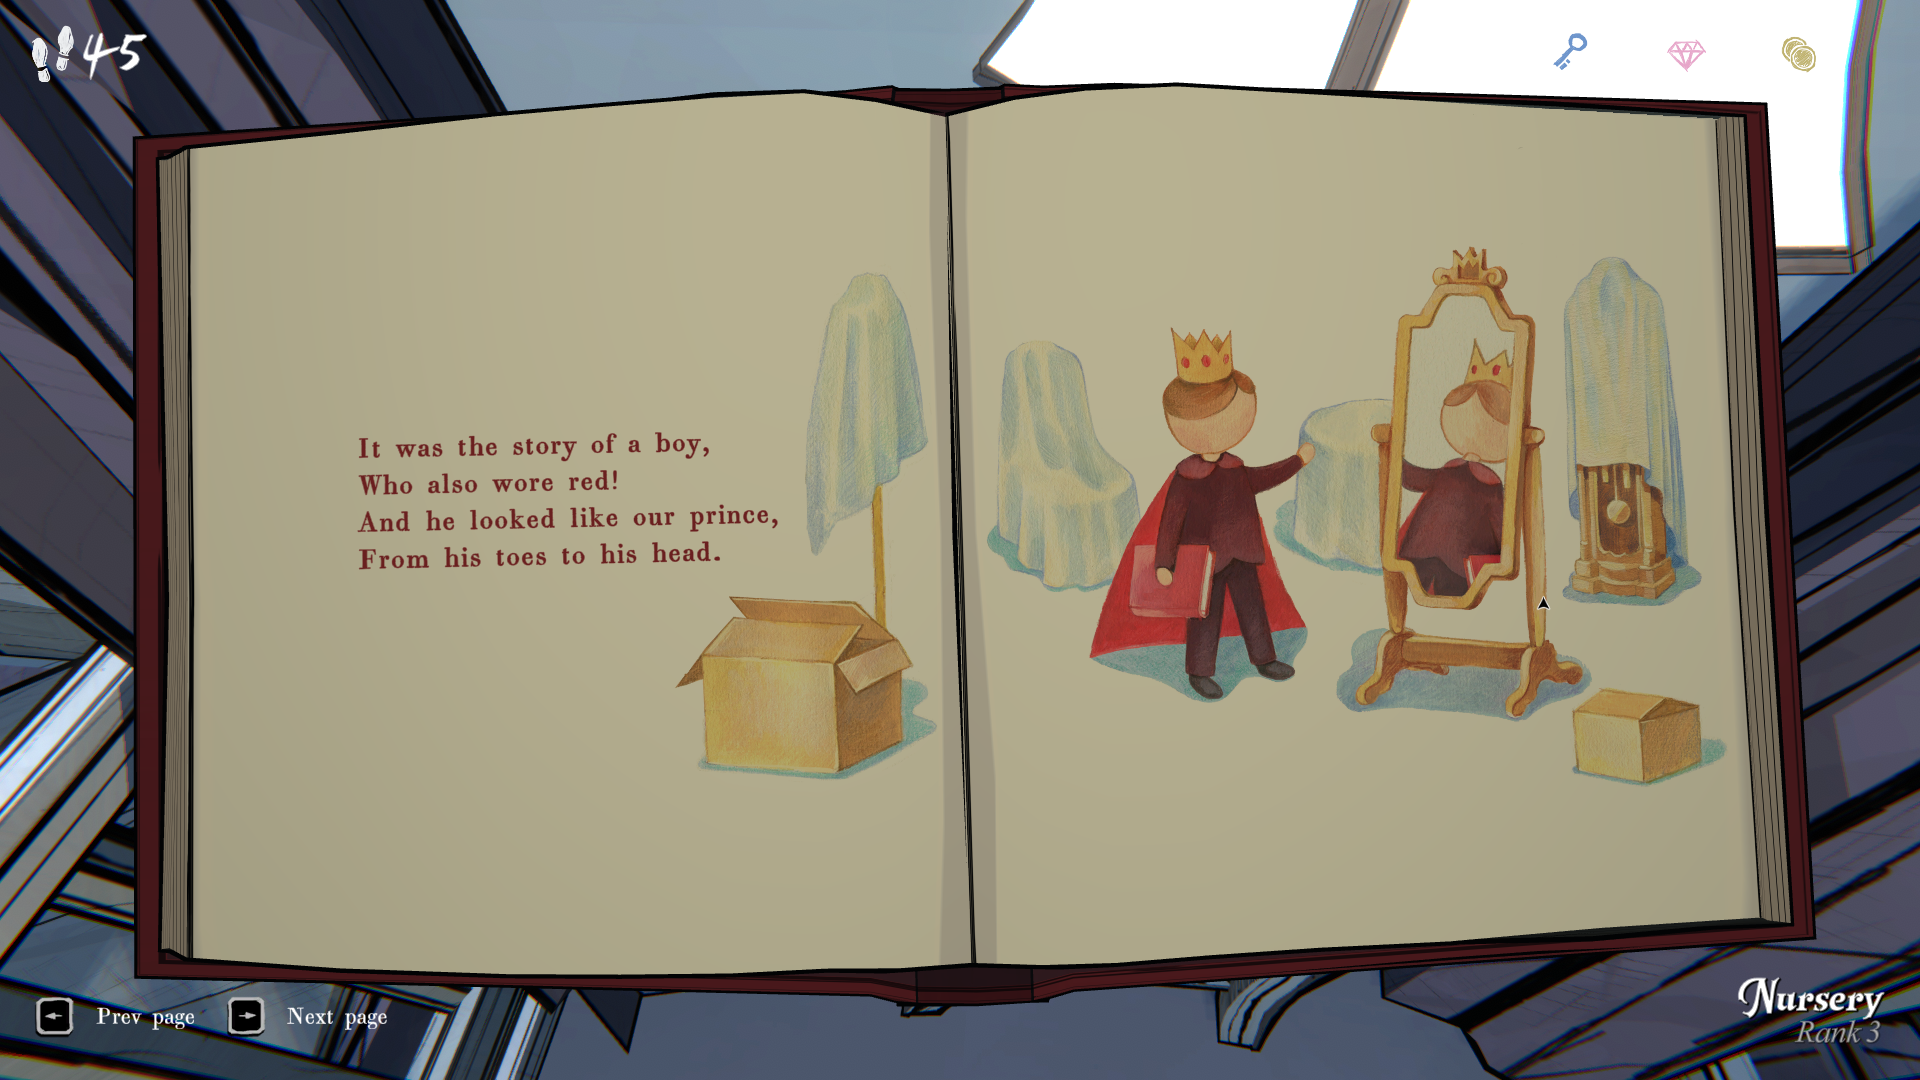 45
It was the story of a boy,
Who also wore red!
And he looked like our prince,
From his toes to his head.
Prev page
Next page
Nursery
Rank 3